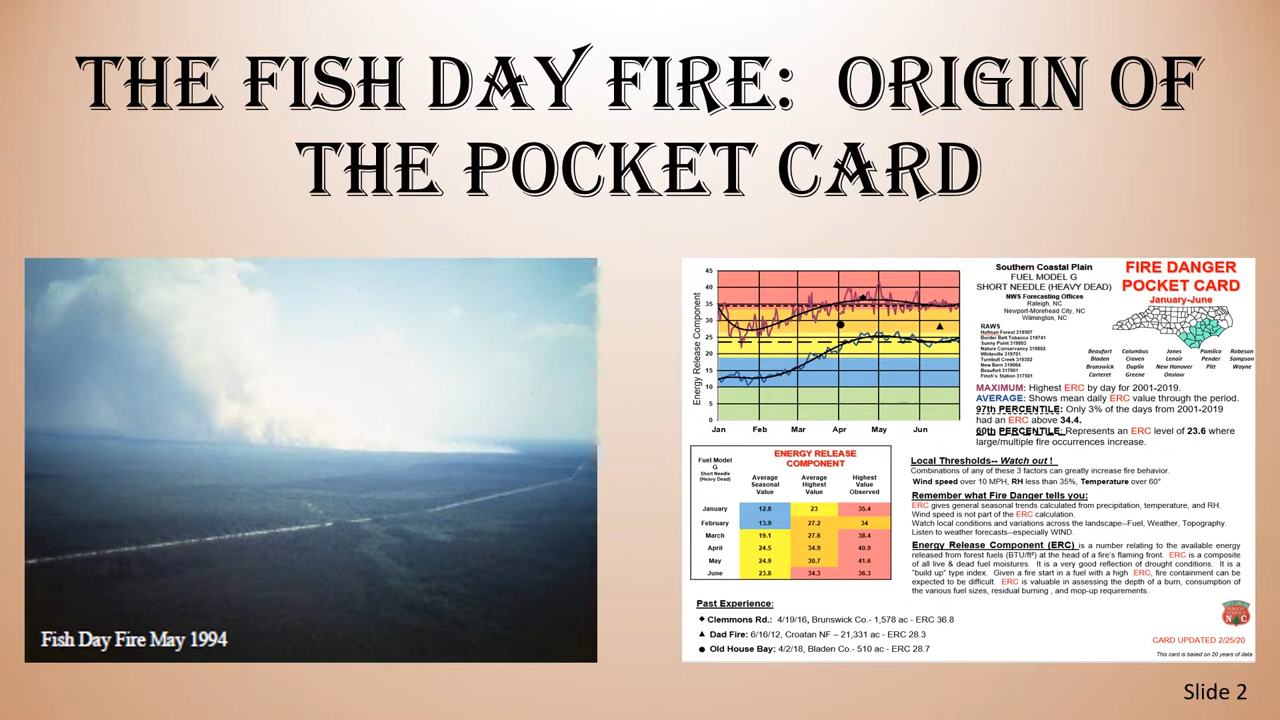 THE FISH DAY FIRE: ORIGIN OF
THE POCKET CARD
Fish Day Fire May 1994
45
40
35
30
25
20
15
10
5
0
Energy Release Component
Jan Feb Mar Apr May Jun
Southern Coastal Plain
FUEL MODEL G
SHORT NEEDLE (HEAVY DEAD)
NWS Forecasting Offices
Raleigh, NC
Newport-Morehead City, NC
Wilmington, NC
RAWS
Hofman Forest 319507
Border Belt Tobacco 319741
Sunny Point 319803
Nature Conservancy 319802
Whiteville 319701
Turnbull Creek 319302
New Bern 319004
Beaufort 317801
Finch's Station 317501
FIRE DANGER
POCKET CARD
January-June
Beaufort Columbus Jones Pamlico Robeson
Bladen Craven Lenoir Pender Sampson
Brunswick Duplin New Hanover Pitt Wayne
Carteret Greene Onslow
MAXIMUM: Highest ERC by day for 2001-2019.
AVERAGE: Shows mean daily ERC value through the period.
97th PERCENTILE: Only 3% of the days from 2001-2019
had an ERC above 34.4.
60th PERCENTILE: Represents an ERC level of 23.6 where
large/multiple fire occurrences increase.
Fuel Model
G
Short Needle
(Heavy Dead)
ENERGY RELEASE
COMPONENT
Average Seasonal Value
Average Highest Value
Highest Value Observed
January 12.8 23 35.4
February 13.9 27.2 34
March 19.1 27.6 38.4
April 24.5 34.9 40.9
May 24.9 30.7 41.6
June 23.8 34.3 36.3
Local Thresholds-- Watch out !
Combinations of any of these 3 factors can greatly increase fire behavior.
Wind speed over 10 MPH, RH less than 35%, Temperature over 60°
Remember what Fire Danger tells you:
ERC gives general seasonal trends calculated from precipitation, temperature, and RH.
Wind speed is not part of the ERC calculation.
Watch local conditions and variations across the landscape--Fuel, Weather, Topography.
Listen to weather forecasts--especially WIND.
Energy Release Component (ERC) is a number relating to the available energy
released from forest fuels (BTU/ft²) at the head of a fire's flaming front. ERC is a composite
of all live & dead fuel moistures. It is a very good reflection of drought conditions. It is a
"build up" type index. Given a fire start in a fuel with a high ERC, fire containment can be
expected to be difficult. ERC is valuable in assessing the depth of a burn, consumption of
the various fuel sizes, residual burning , and mop-up requirements.
Past Experience:
Clemmons Rd.: 4/19/16, Brunswick Co.- 1,578 ac - ERC 36.8
Dad Fire: 6/16/12, Croatan NF – 21,331 ac - ERC 28.3
Old House Bay: 4/2/18, Bladen Co.- 510 ac - ERC 28.7
N C
CARD UPDATED 2/25/20
This card is based on 20 years of data
Slide 2